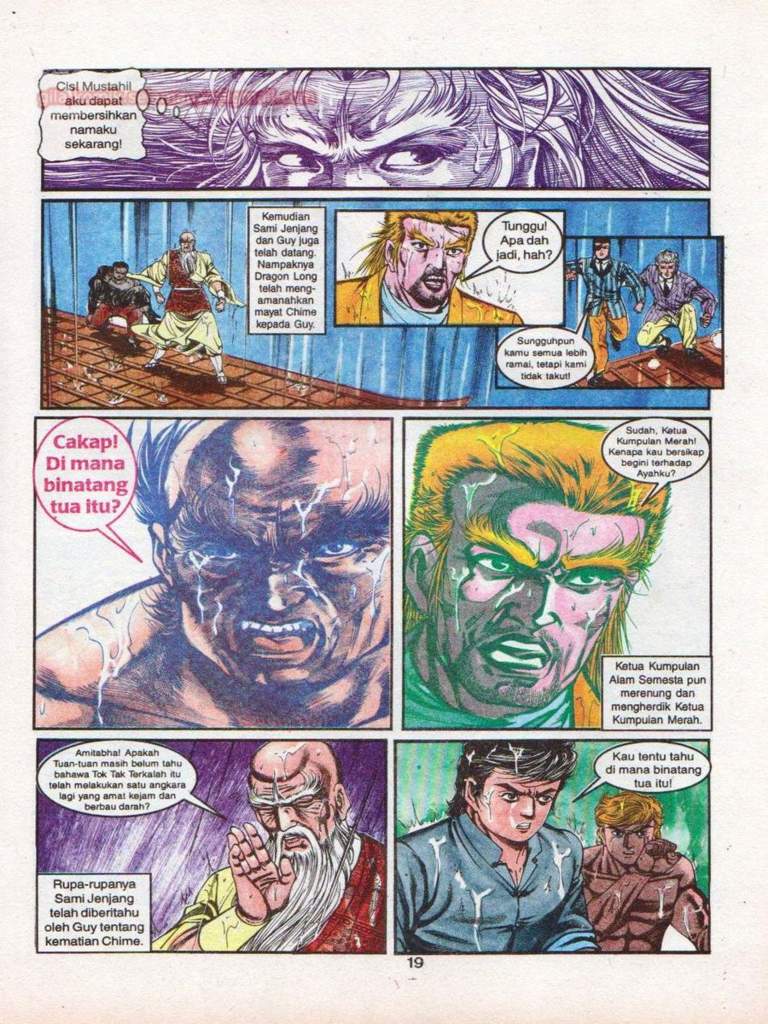 Cis! Mustahil
aku dapat
membersihkan
namaku
sekarang!
Kemudian
Sami Jenjang
dan Guy juga
telah datang.
Nampaknya
Dragon Long
telah meng-
amanahkan
mayat Chime
kepada Guy.
Tunggu!
Apa dah
jadi, hah?
Sungguhpun
kamu semua lebih
ramai, tetapi kami
tidak takut!
Cakap!
Di mana
binatang
tua itu?
Sudah, Ketua
Kumpulan Merah!
Kenapa kau bersikap
begini terhadap
Ayahku?
Ketua Kumpulan
Alam Semesta pun
merenung dan
mengherdik Ketua
Kumpulan Merah.
Amitabha! Apakah
Tuan-tuan masih belum tahu
bahawa Tok Tak Terkalah itu
telah melakukan satu angkara
lagi yang amat kejam dan
berbau darah?
Rupa-rupanya
Sami Jenjang
telah diberitahu
oleh Guy tentang
kematian Chime.
Kau tentu tahu
di mana binatang
tua itu!
19